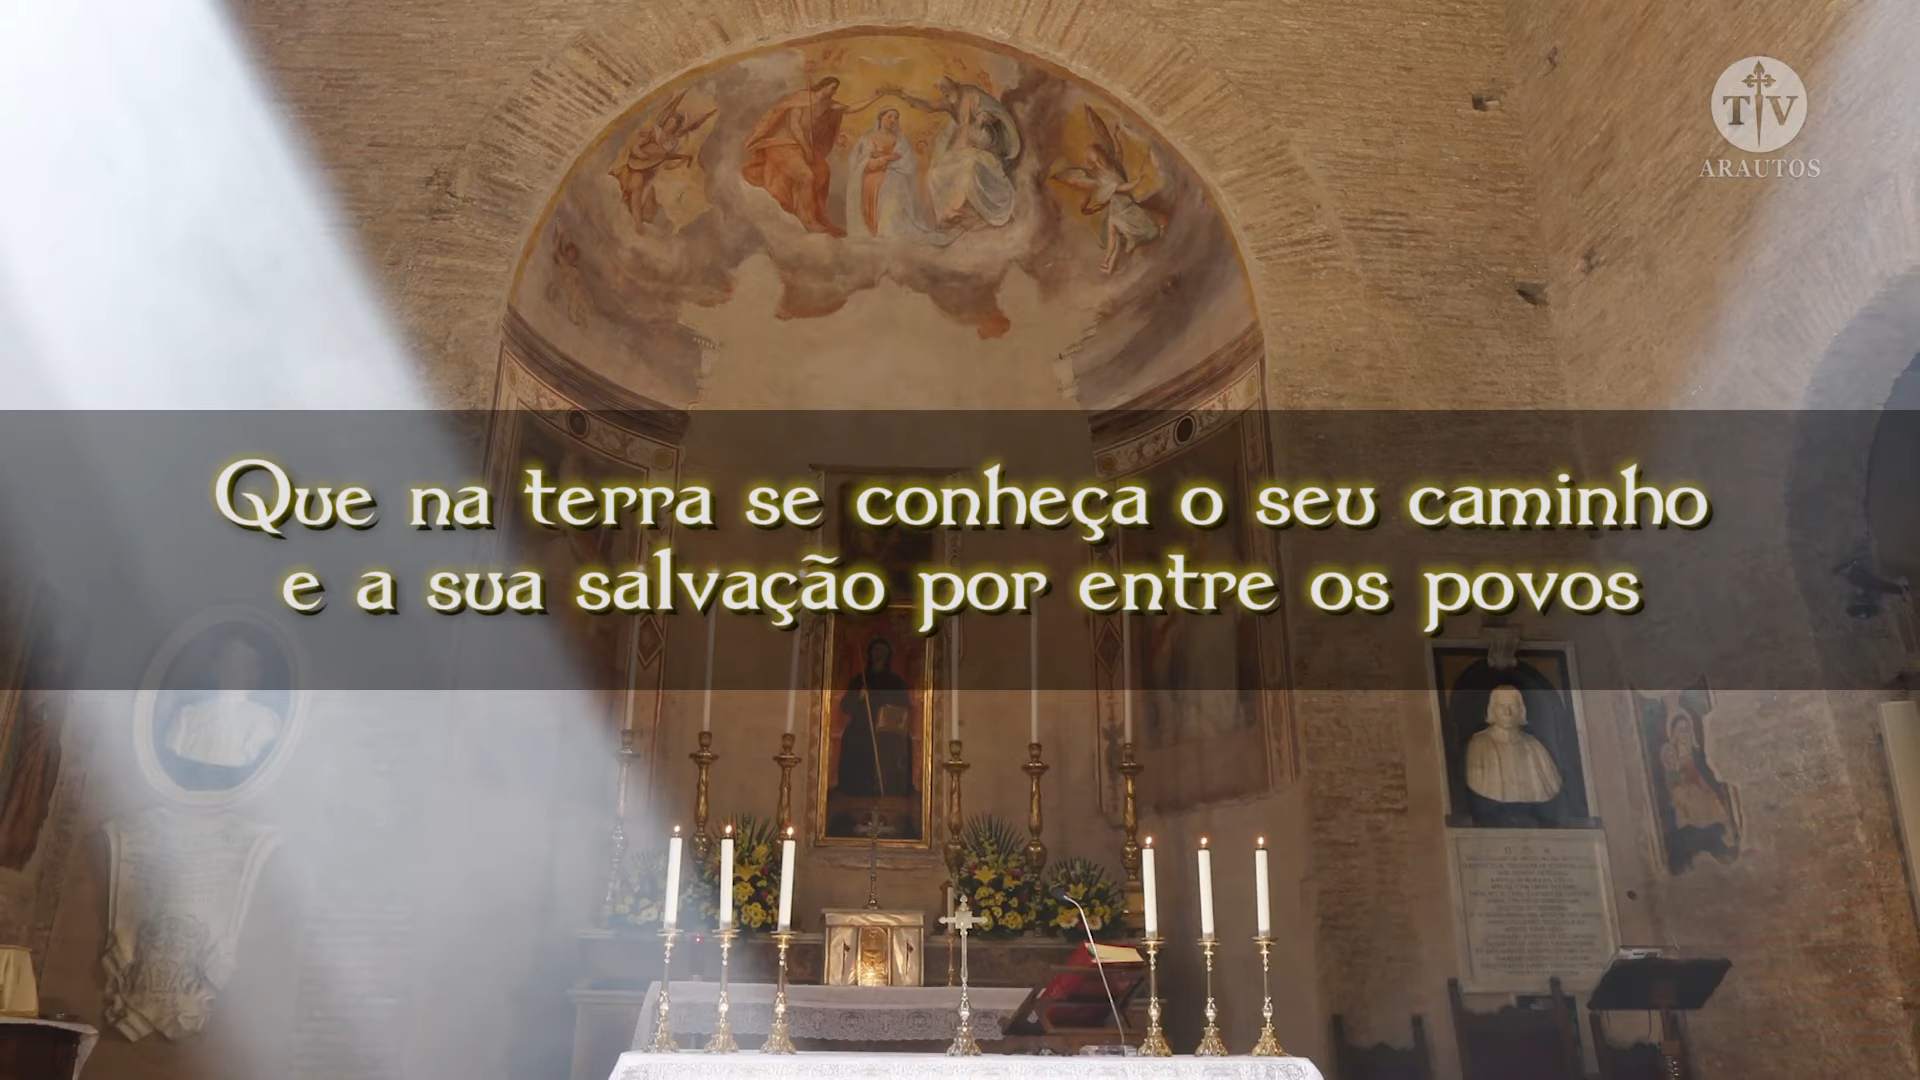 TV
ARAUTOS
Que na terra se conheça o seu caminho
e a sua salvação por entre os povos